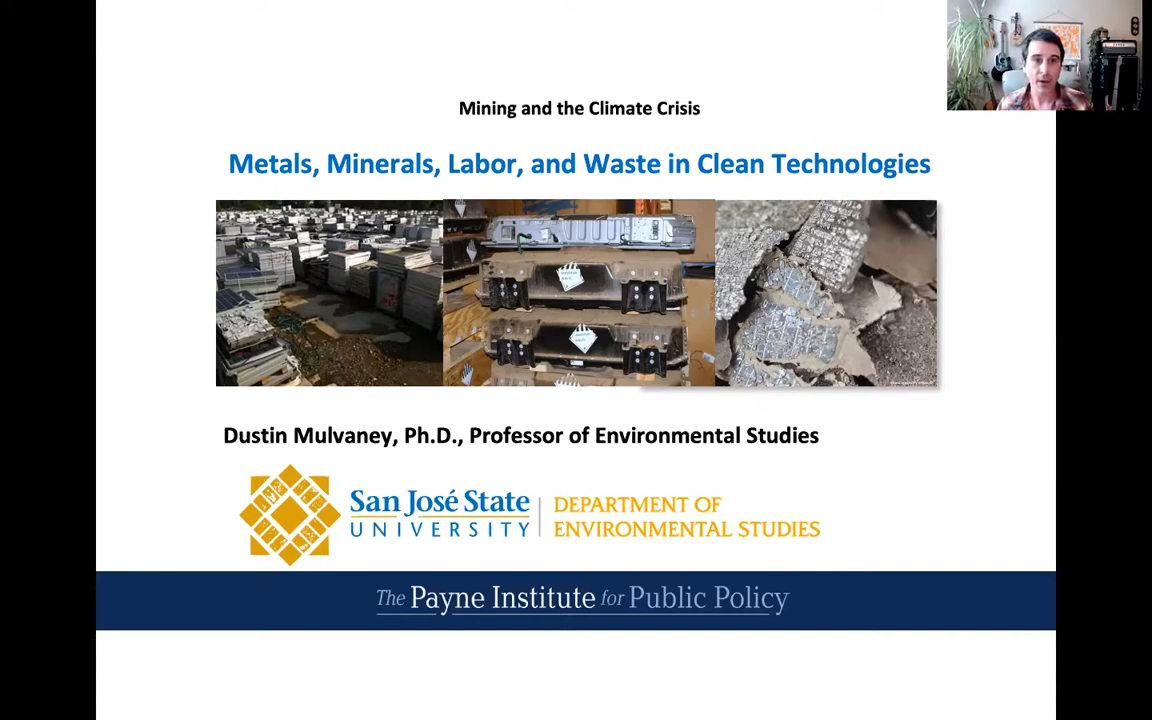 Mining and the Climate Crisis
Metals, Minerals, Labor, and Waste in Clean Technologies
Dustin Mulvaney, Ph.D., Professor of Environmental Studies
San José State
UNIVERSITY
DEPARTMENT OF
ENVIRONMENTAL STUDIES
The Payne Institute for Public Policy